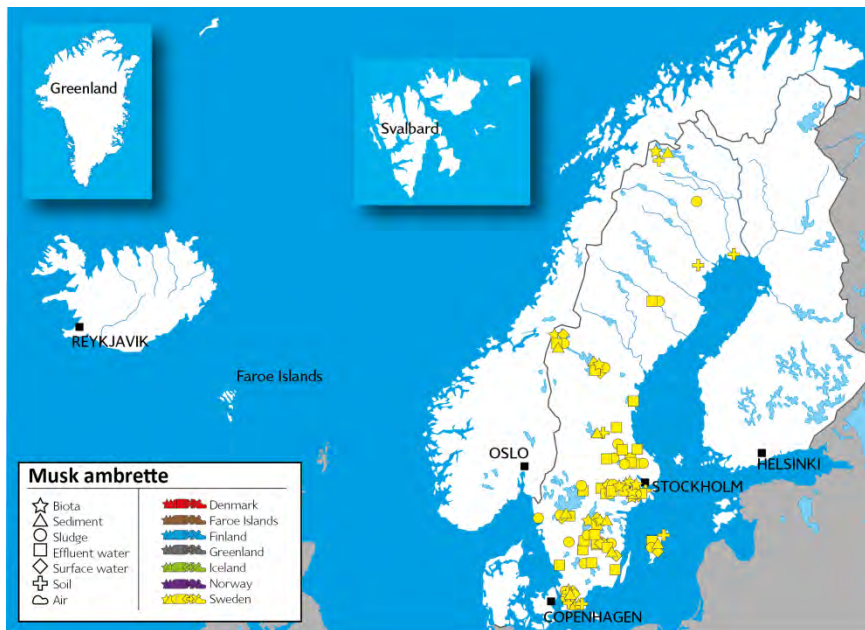 Greenland
Svalbard
REYKJAVIK
Faroe Islands
OSLO
HELSINKI
STOCKHOLM
COPENHAGEN
Musk ambrette
Biota
Sediment
Sludge
Effluent water
Surface water
Soil
Air
Denmark
Faroe Islands
Finland
Greenland
Iceland
Norway
Sweden